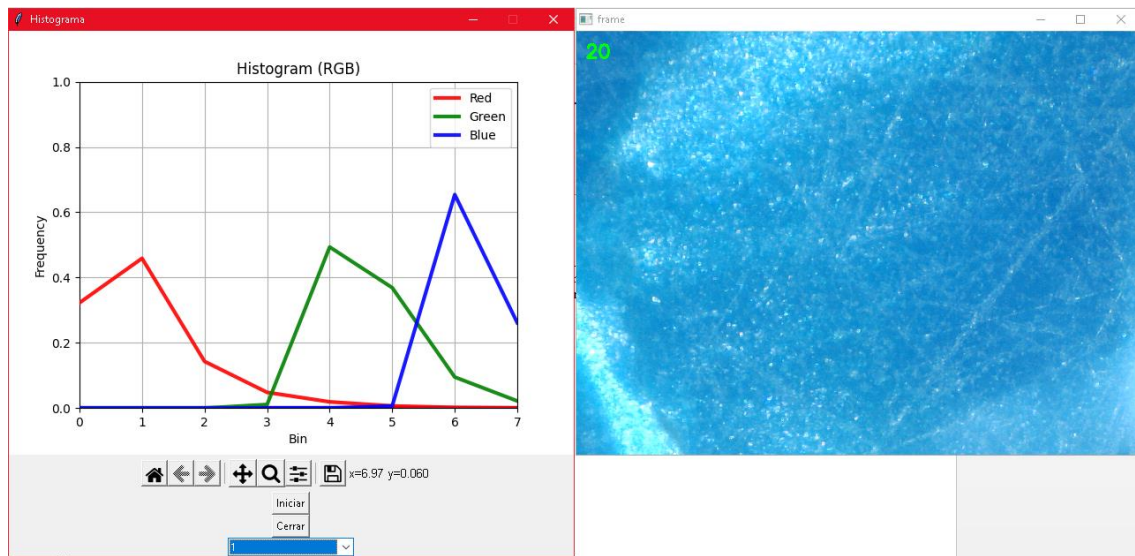 Histograma
Histogram (RGB)
Red
Green
Blue
1.0
0.8
0.6
0.4
0.2
0.0
Frequency
0 1 2 3 4 5 6 7
Bin
x=6.97 y=0.060
Iniciar
Cerrar
1
frame
20